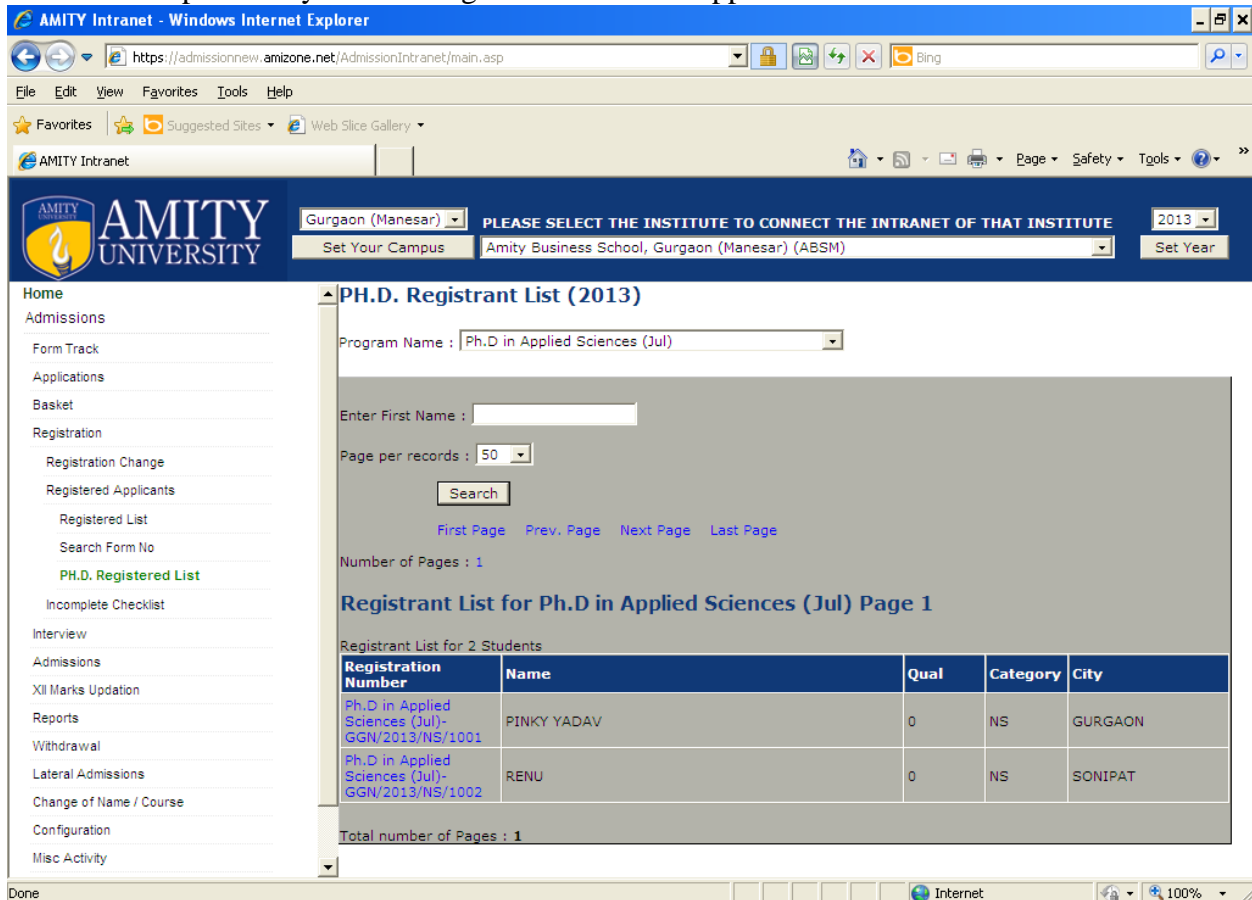 AMITY Intranet - Windows Internet Explorer
https://admissionnew.amizone.net/AdmissionIntranet/main.asp
Bing
File Edit View Favorites Tools Help
Favorites Suggested Sites Web Slice Gallery
AMITY Intranet
Page Safety Tools »
AMITY
UNIVERSITY
AMITY
UNIVERSITY
Gurgaon (Manesar) PLEASE SELECT THE INSTITUTE TO CONNECT THE INTRANET OF THAT INSTITUTE 2013
Set Your Campus Amity Business School, Gurgaon (Manesar) (ABSM) Set Year
Home
Admissions
Form Track
Applications
Basket
Registration
Registration Change
Registered Applicants
Registered List
Search Form No
PH.D. Registered List
Incomplete Checklist
Interview
Admissions
XII Marks Updation
Reports
Withdrawal
Lateral Admissions
Change of Name / Course
Configuration
Misc Activity
PH.D. Registrant List (2013)
Program Name : Ph.D in Applied Sciences (Jul)
Enter First Name :
Page per records : 50
Search
First Page Prev. Page Next Page Last Page
Number of Pages : 1
Registrant List for Ph.D in Applied Sciences (Jul) Page 1
Registrant List for 2 Students
Registration
Number Name Qual Category City
Ph.D in Applied
Sciences (Jul)-
GGN/2013/NS/1001 PINKY YADAV 0 NS GURGAON
Ph.D in Applied
Sciences (Jul)-
GGN/2013/NS/1002 RENU 0 NS SONIPAT
Total number of Pages : 1
Done Internet 100%